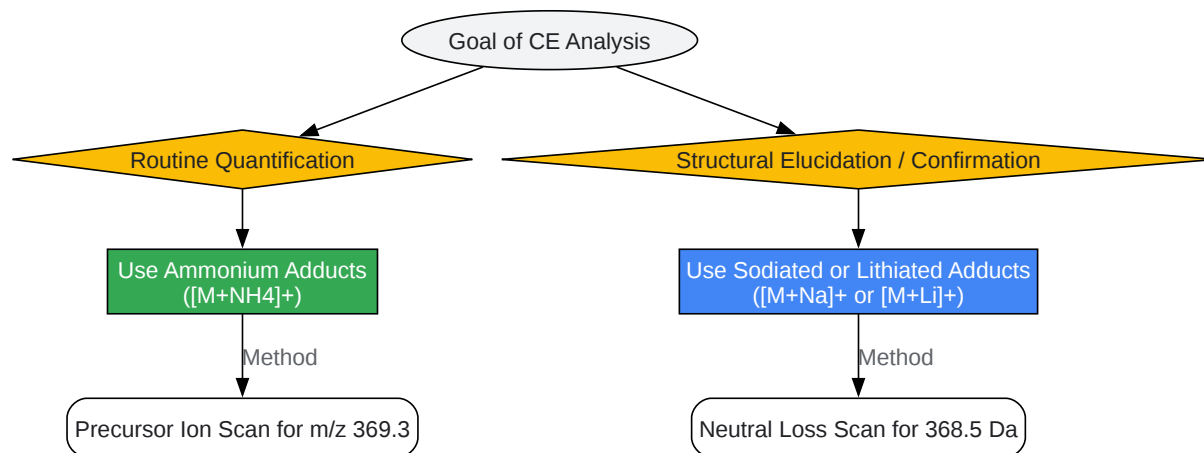 Goal of CE Analysis
Routine Quantification
Structural Elucidation / Confirmation
Use Ammonium Adducts
([M+NH4]+)
Use Sodiated or Lithiated Adducts
([M+Na]+ or [M+Li]+)
Method
Method
Precursor Ion Scan for m/z 369.3
Neutral Loss Scan for 368.5 Da